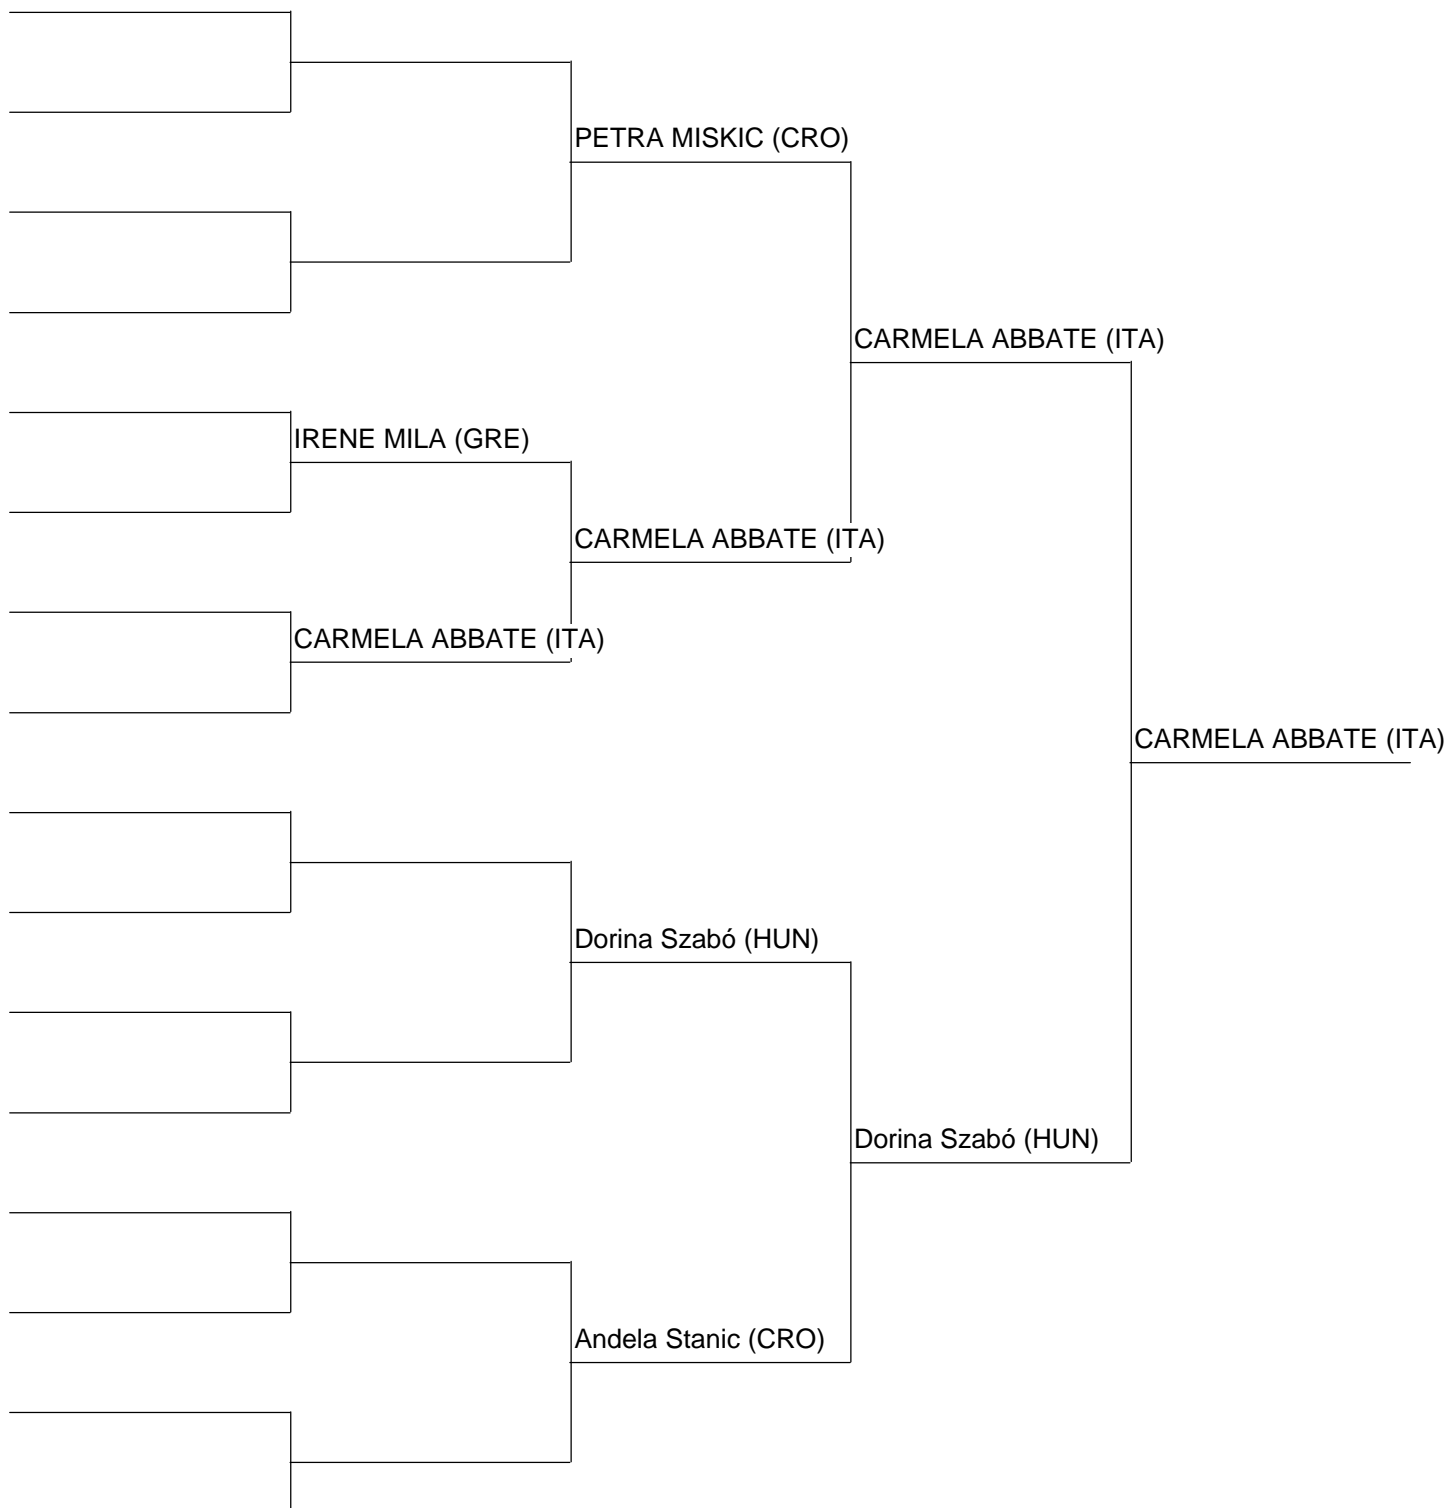 PETRA MISKIC (CRO)
CARMELA ABBATE (ITA)
IRENE MILA (GRE)
CARMELA ABBATE (ITA)
CARMELA ABBATE (ITA)
CARMELA ABBATE (ITA)
Dorina Szabó (HUN)
Dorina Szabó (HUN)
Andela Stanic (CRO)